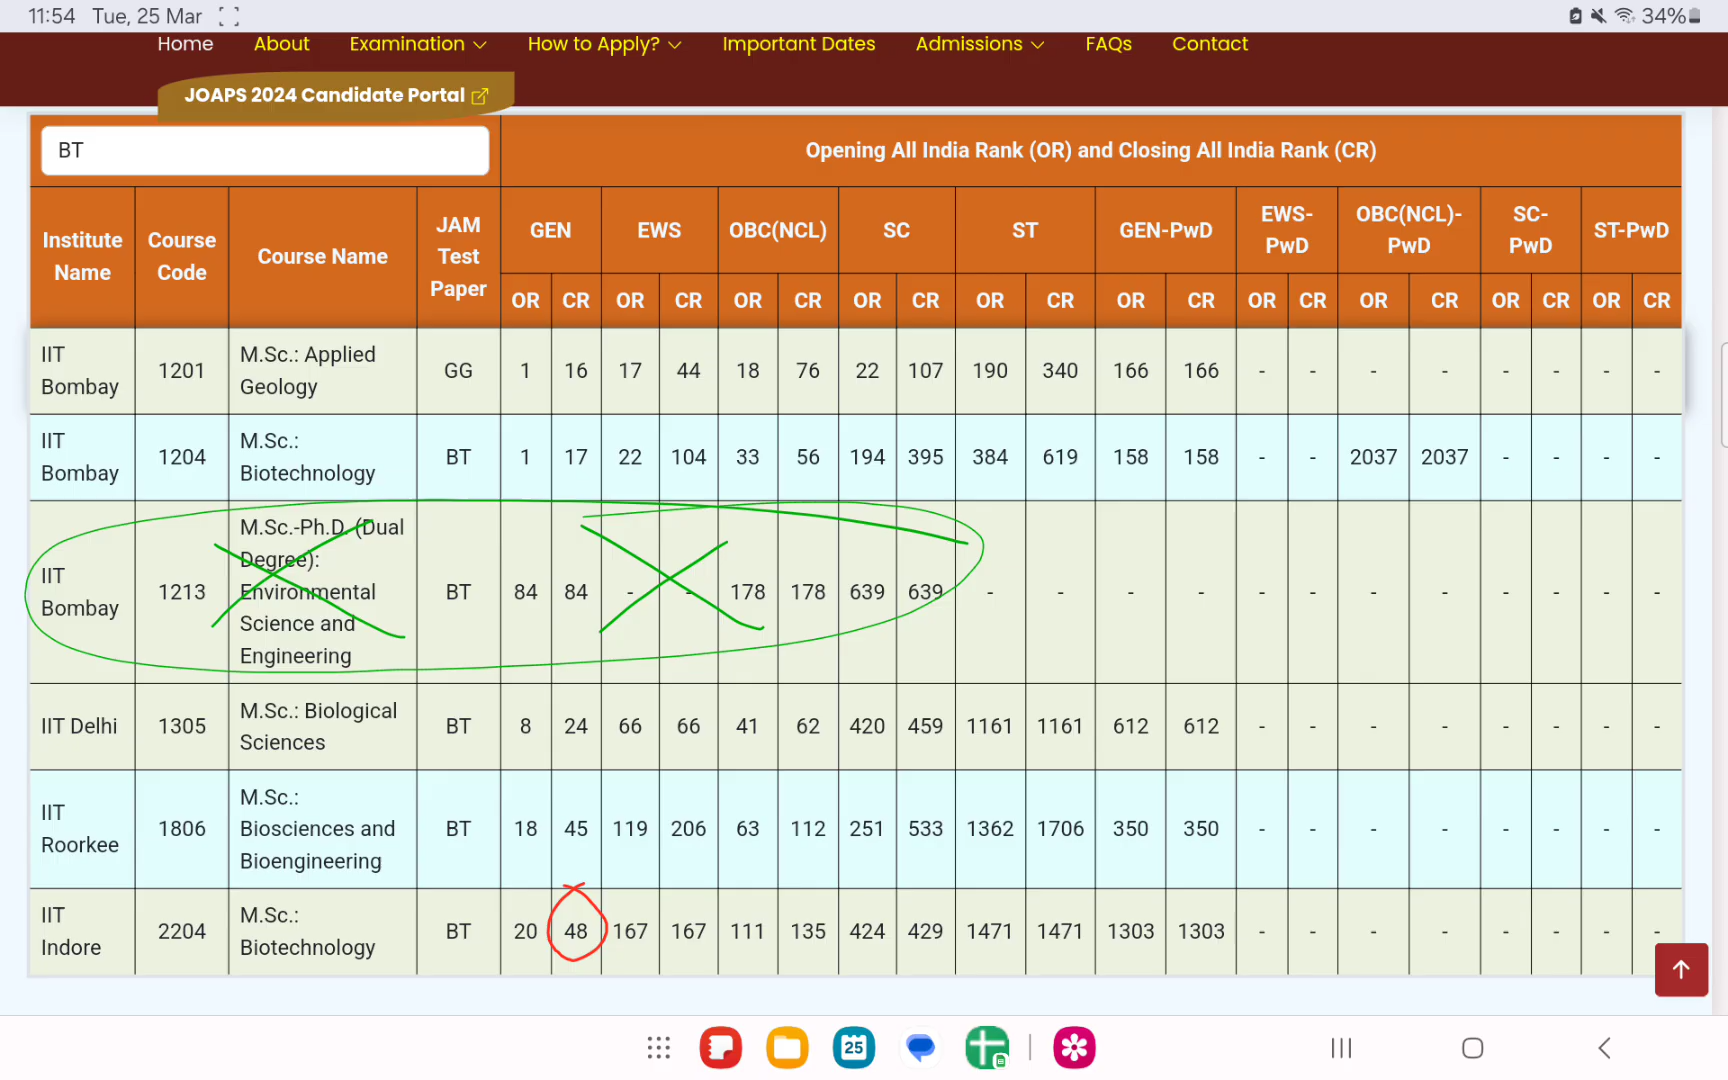 11:54 Tue, 25 Mar 34%
Home About Examination How to Apply? Important Dates Admissions FAQs Contact
JOAPS 2024 Candidate Portal
BT Opening All India Rank (OR) and Closing All India Rank (CR)
Institute Name Course Code Course Name JAM Test Paper GEN EWS OBC(NCL) SC ST GEN-PwD EWS-PwD OBC(NCL)-PwD SC-PwD ST-PwD
OR CR OR CR OR CR OR CR OR CR OR CR OR CR OR CR OR CR OR CR
IIT Bombay 1201 M.Sc.: Applied Geology GG 1 16 17 44 18 76 22 107 190 340 166 166 - - - - - - - -
IIT Bombay 1204 M.Sc.: Biotechnology BT 1 17 22 104 33 56 194 395 384 619 158 158 - - 2037 2037 - - - -
IIT Bombay 1213 M.Sc.-Ph.D. (Dual Degree): Environmental Science and Engineering BT 84 84 - - 178 178 639 639 - - - - - - - - - - - -
IIT Delhi 1305 M.Sc.: Biological Sciences BT 8 24 66 66 41 62 420 459 1161 1161 612 612 - - - - - - - -
IIT Roorkee 1806 M.Sc.: Biosciences and Bioengineering BT 18 45 119 206 63 112 251 533 1362 1706 350 350 - - - - - - - -
IIT Indore 2204 M.Sc.: Biotechnology BT 20 48 167 167 111 135 424 429 1471 1471 1303 1303 - - - - - - - -
25